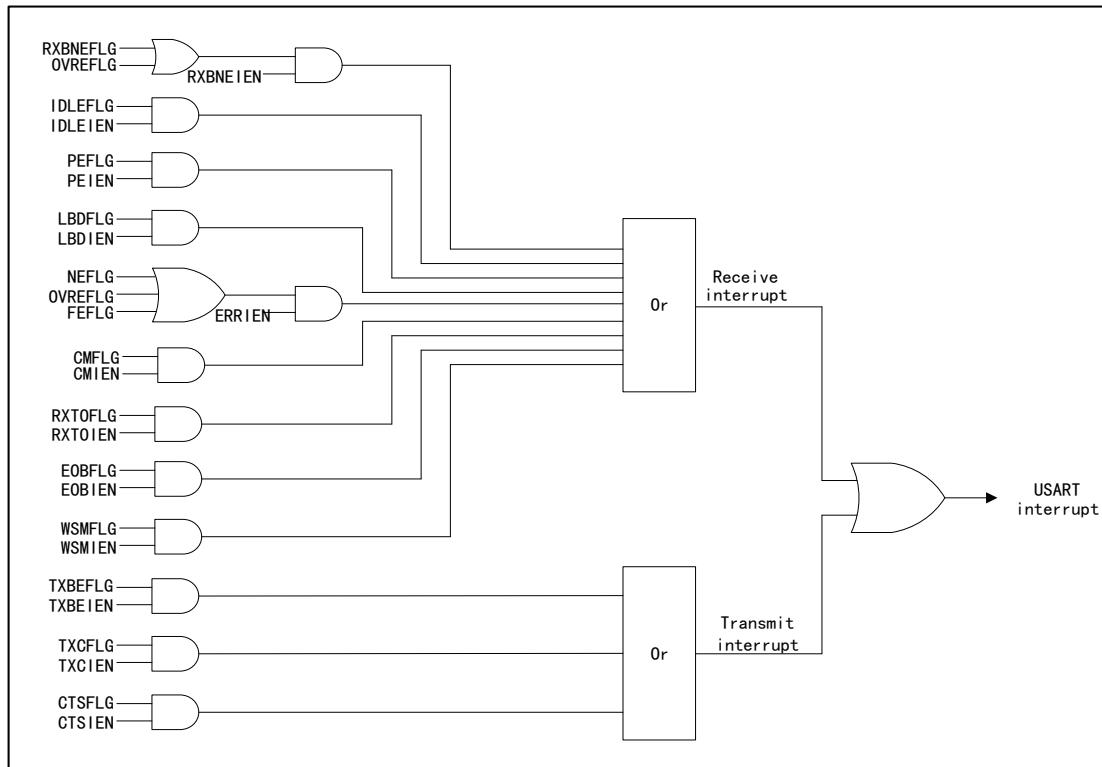 RXBNEFLG
OVREFLG
RXBNEIEN
IDLEFLG
IDLEIEN
PEFLG
PEIEN
LBDFLG
LBDIEN
NEFLG
OVREFLG
FEFLG
ERRIEN
CMFLG
CMIEN
RXTOFLG
RXTOIEN
EOBFLG
EOBIEN
WSMFLG
WSMIEN
Or
Receive
interrupt
TXBEFLG
TXBEIEN
TXCFLG
TXCIEN
CTSFLG
CTSIEN
Or
Transmit
interrupt
USART
interrupt